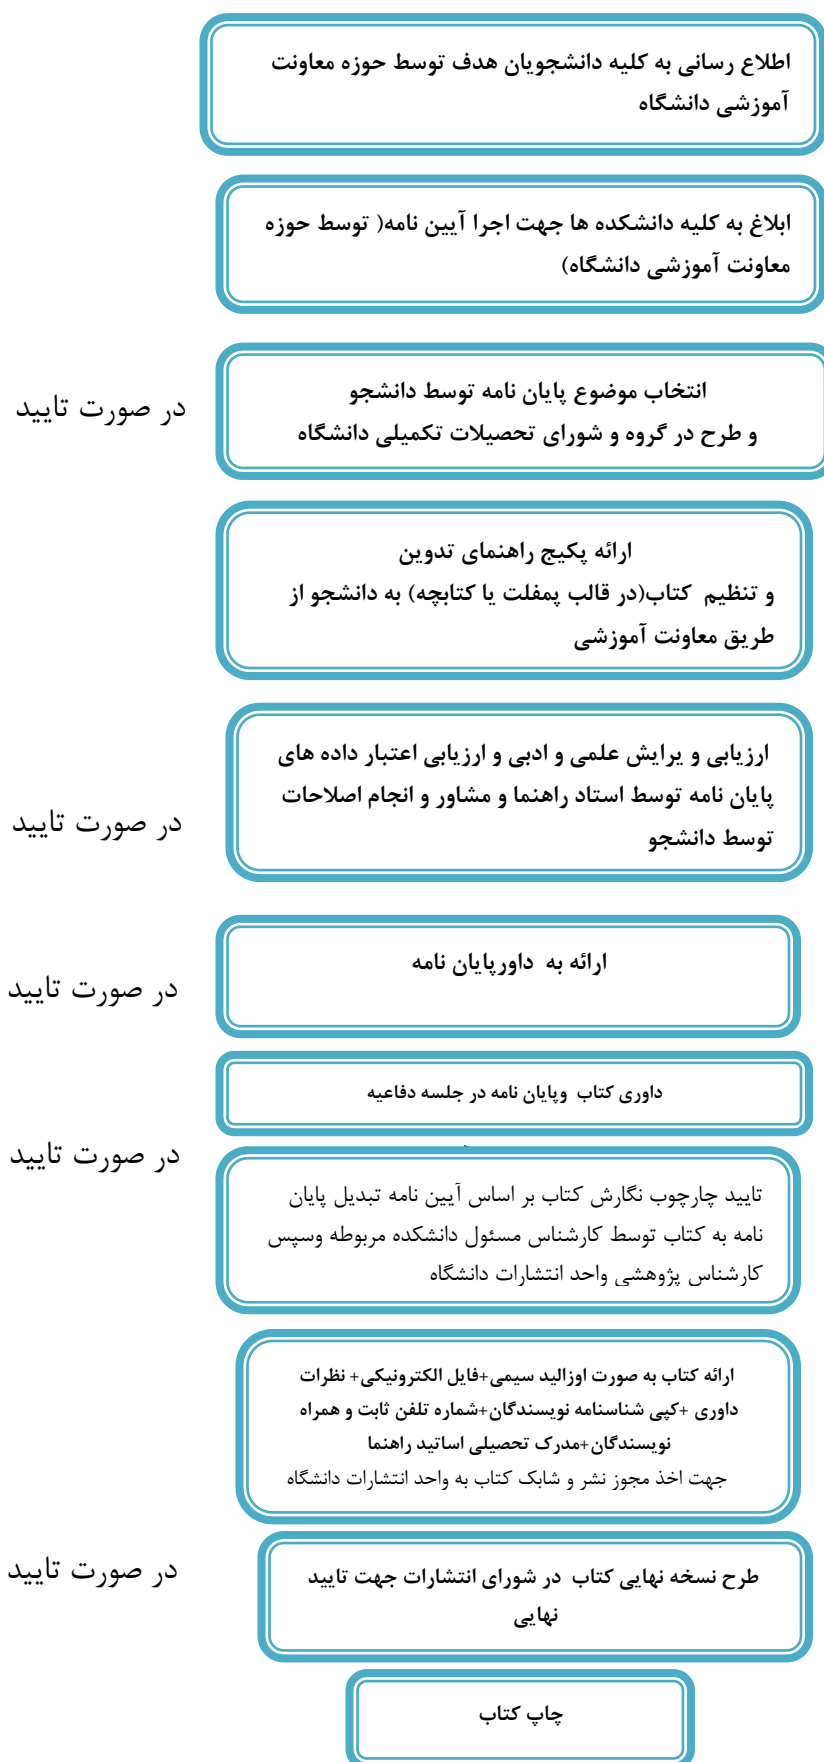 اطلاع رسانی به کلیه دانشجویان هدف توسط حوزه معاونت
آموزشی دانشگاه
ابلاغ به کلیه دانشکده ها جهت اجرا آیین نامه( توسط حوزه
معاونت آموزشی دانشگاه)
انتخاب موضوع پایان نامه توسط دانشجو
و طرح در گروه و شورای تحصیلات تکمیلی دانشگاه
در صورت تایید
ارائه پکیج راهنمای تدوین
و تنظیم کتاب(در قالب پمفلت یا کتابچه) به دانشجو از
طریق معاونت آموزشی
ارزیابی و یرایش علمی و ادبی و ارزیابی اعتبار داده های
پایان نامه توسط استاد راهنما و مشاور و انجام اصلاحات
توسط دانشجو
در صورت تایید
ارائه به داورپایان نامه
در صورت تایید
داوری کتاب وپایان نامه در جلسه دفاعیه
در صورت تایید
تایید چارچوب نگارش کتاب بر اساس آیین نامه تبدیل پایان
نامه به کتاب توسط کارشناس مسئول دانشکده مربوطه وسپس
کارشناس پژوهشی واحد انتشارات دانشگاه
ارائه کتاب به صورت اوزالید سیمی+فایل الکترونیکی+ نظرات
داوری +کپی شناسنامه نویسندگان+شماره تلفن ثابت و همراه
نویسندگان+مدرک تحصیلی اساتید راهنما
جهت اخذ مجوز نشر و شابک کتاب به واحد انتشارات دانشگاه
طرح نسخه نهایی کتاب در شورای انتشارات جهت تایید
نهایی
در صورت تایید
چاپ کتاب